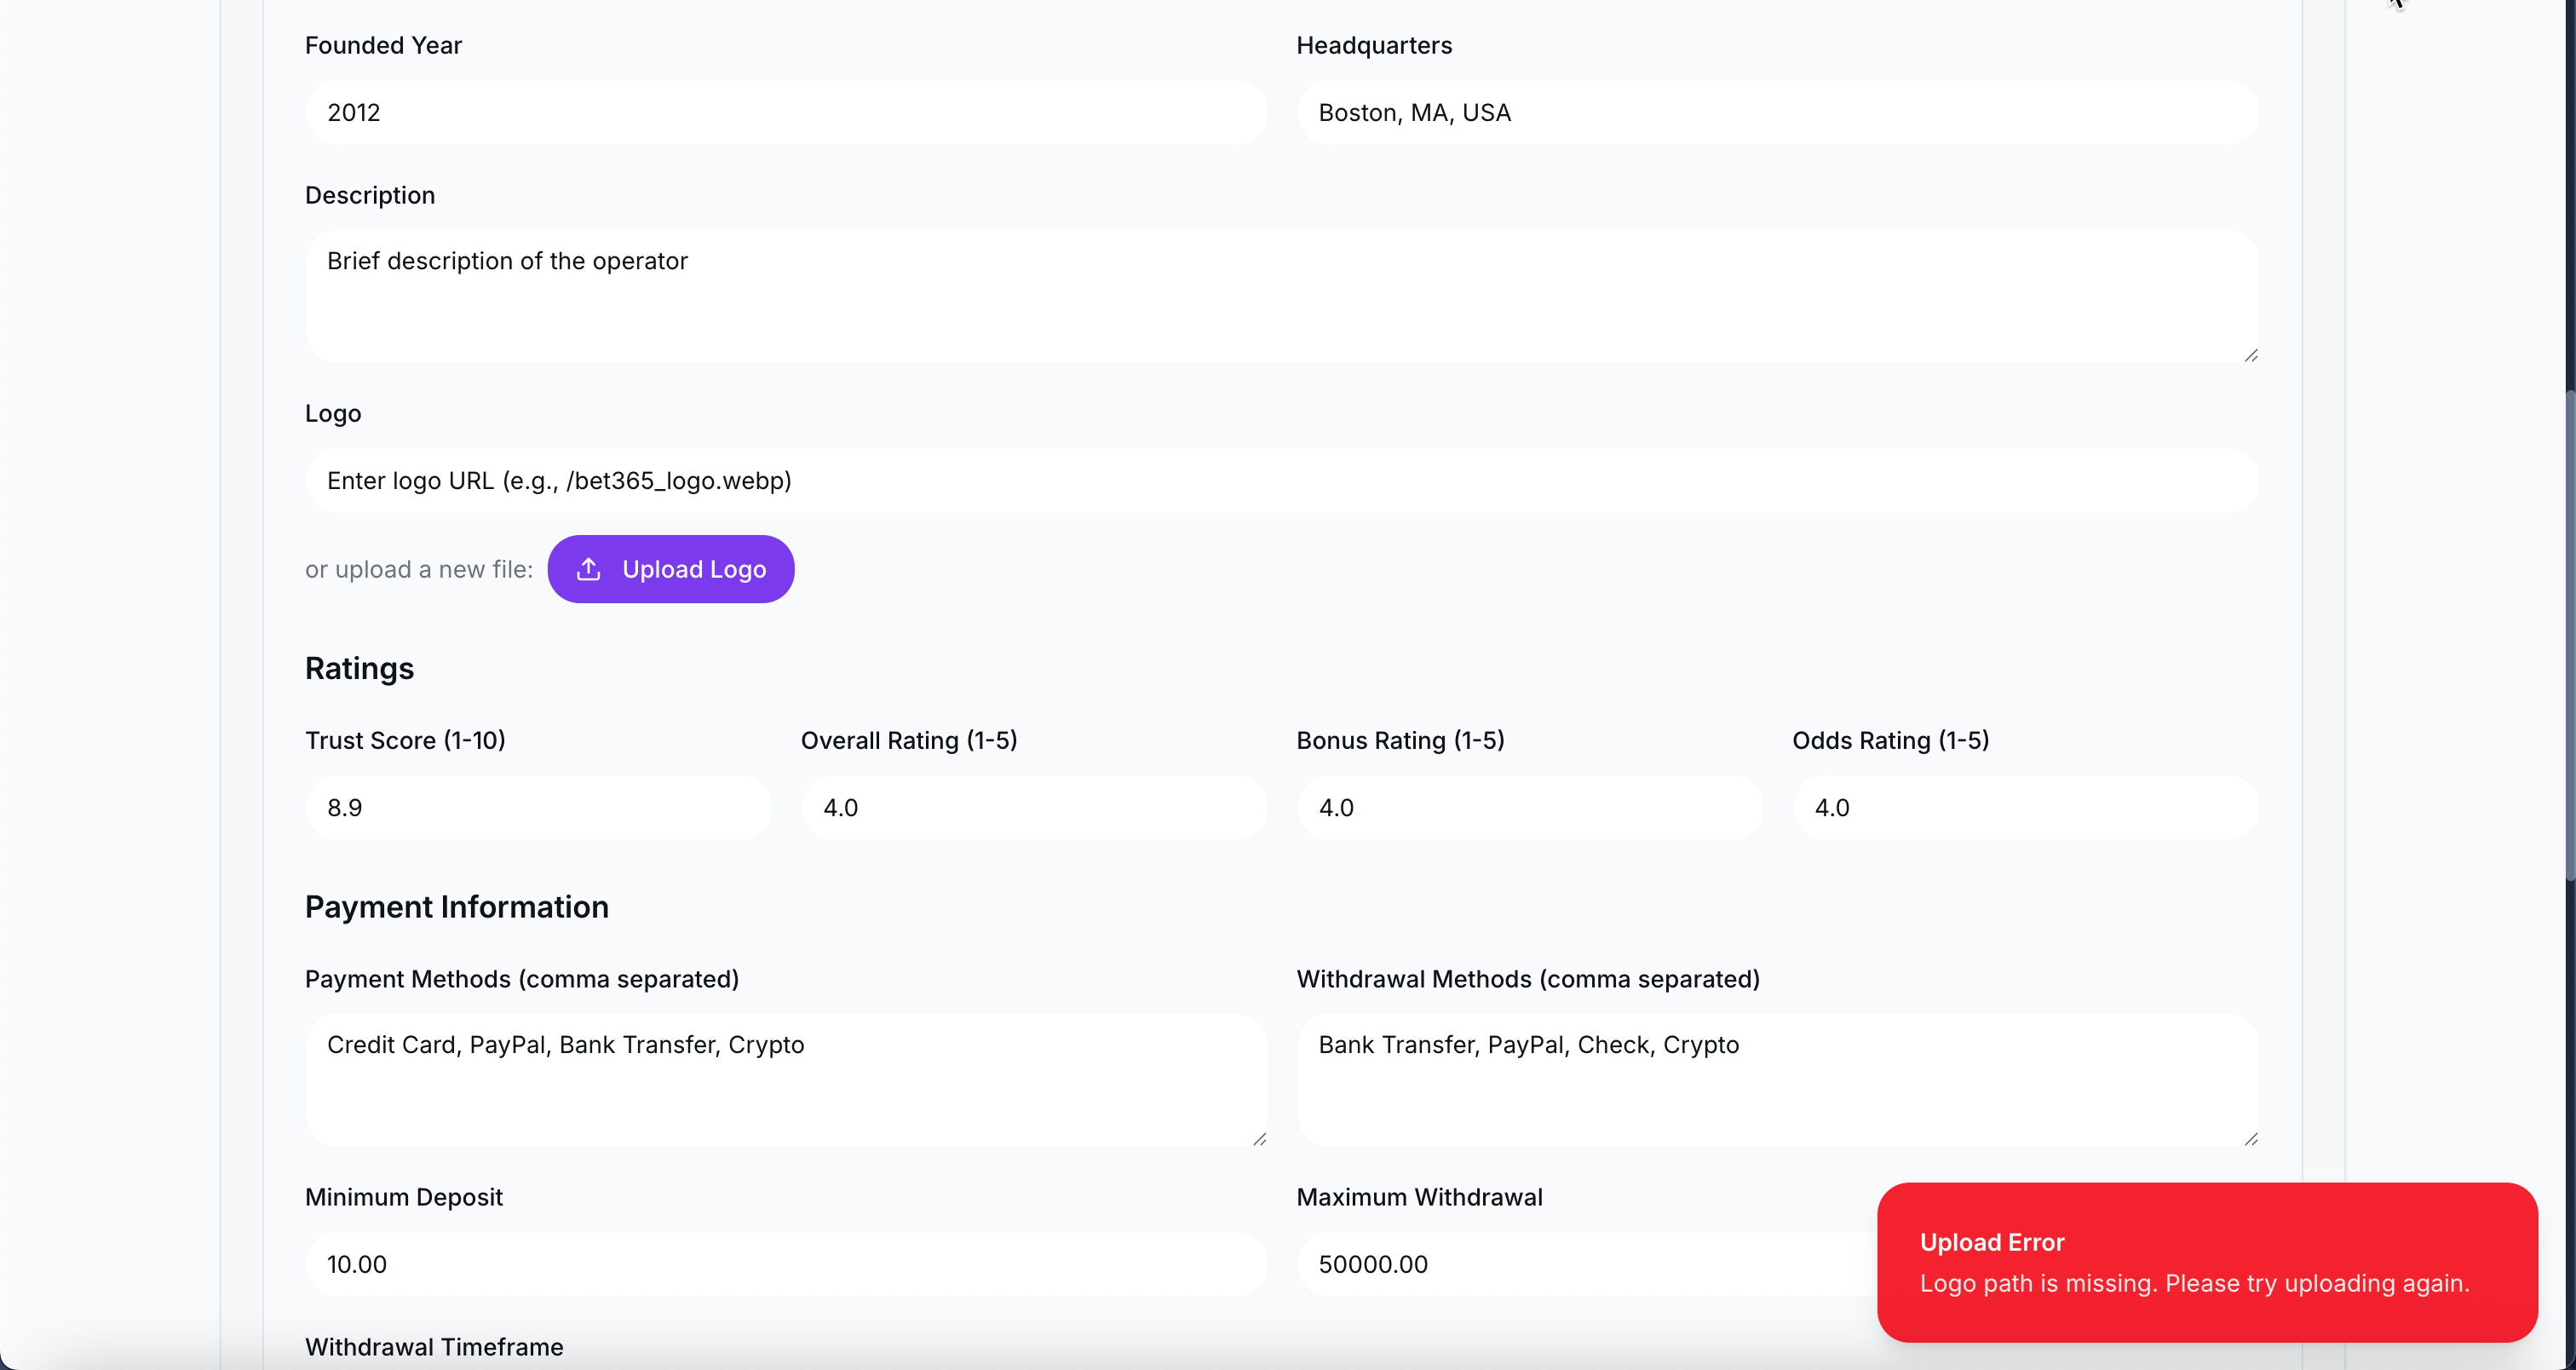 Founded Year
Headquarters
2012
Boston, MA, USA
Description
Brief description of the operator
Logo
Enter logo URL (e.g., /bet365_logo.webp)
or upload a new file:
Upload Logo
Ratings
Trust Score (1-10)
Overall Rating (1-5)
Bonus Rating (1-5)
Odds Rating (1-5)
8.9
4.0
4.0
4.0
Payment Information
Payment Methods (comma separated)
Withdrawal Methods (comma separated)
Credit Card, PayPal, Bank Transfer, Crypto
Bank Transfer, PayPal, Check, Crypto
Minimum Deposit
Maximum Withdrawal
10.00
50000.00
Upload Error
Logo path is missing. Please try uploading again.
Withdrawal Timeframe